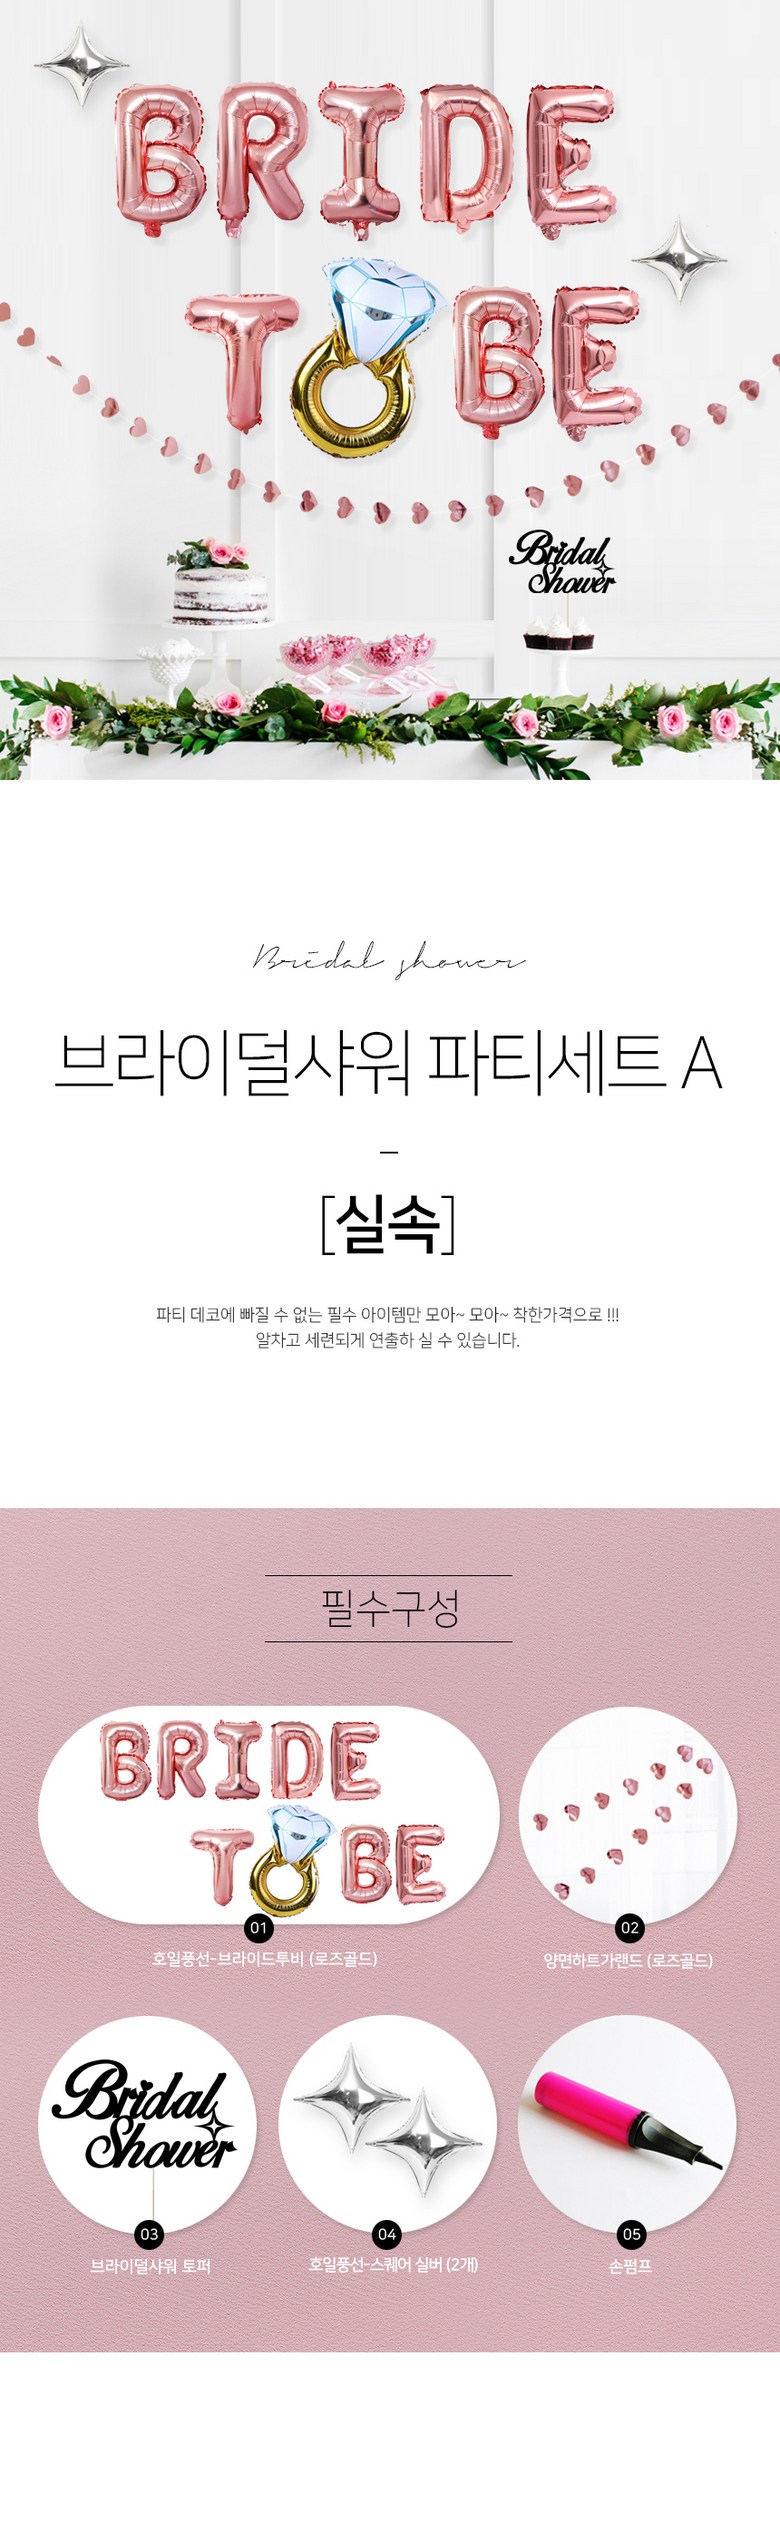 BRIDE
T BE
Bridal
Shower
Bridal shower
브라이덜샤워 파티세트 A
–
[실속]
파티 데코에 빠질 수 없는 필수 아이템만 모아~ 모아~ 착한가격으로 !!!
알차고 세련되게 연출하 실 수 있습니다.
필수구성
BRIDE
T BE
01
호일풍선-브라이드투비 (로즈골드)
02
양면하트가랜드 (로즈골드)
Bridal
Shower
03
브라이덜샤워 토퍼
04
호일풍선-스퀘어 실버 (2개)
05
손펌프